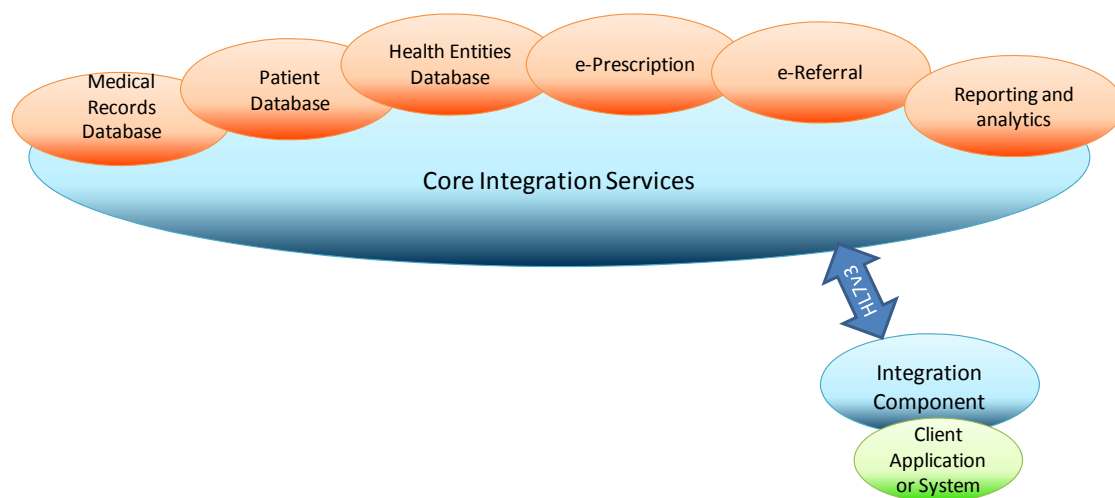 Medical
Records
Database
Patient
Database
Health Entities
Database
e-Prescription
e-Referral
Reporting and
analytics
Core Integration Services
HL7v3
Integration
Component
Client
Application
or System